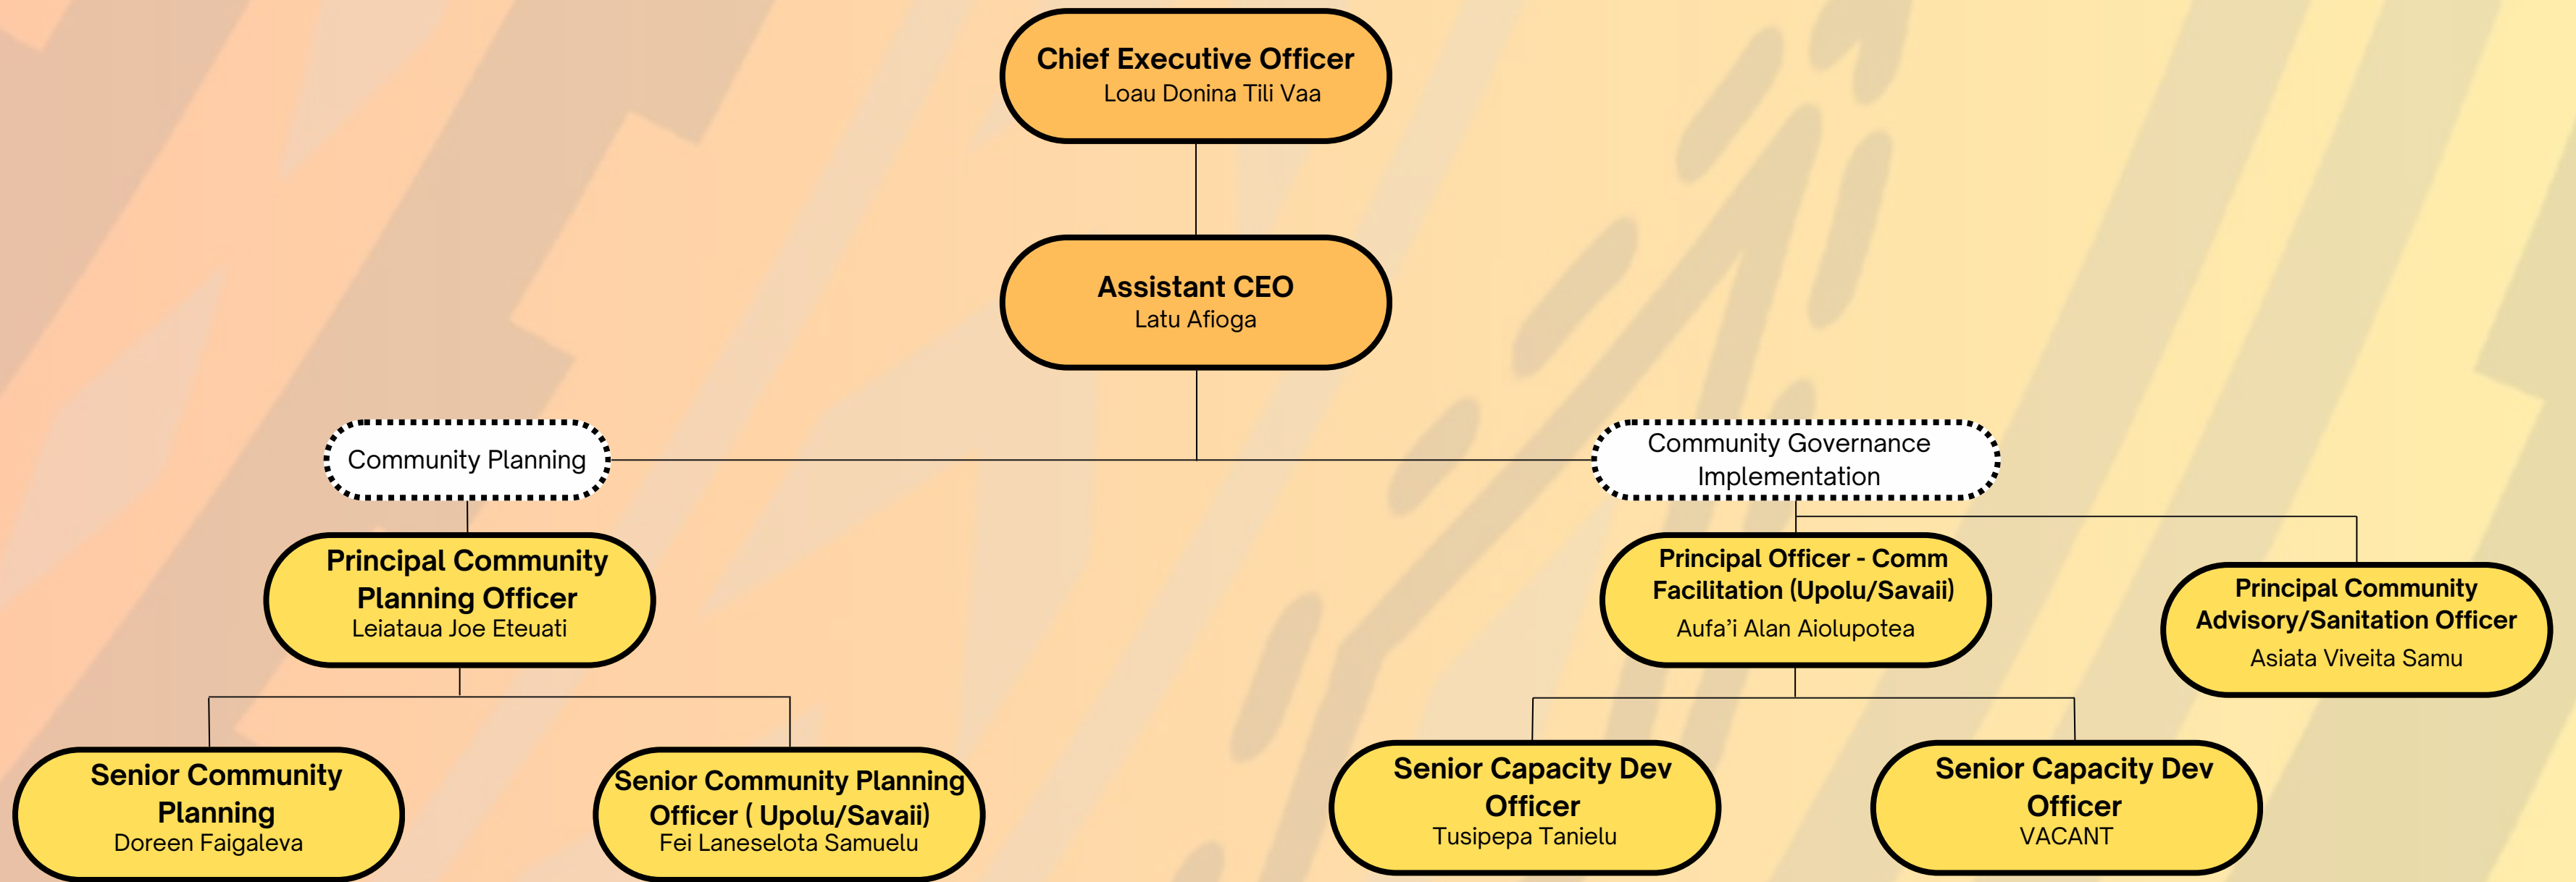 Chief Executive Officer
Loau Donina Tili Vaa
Assistant CEO
Latu Afioga
Community Planning
Community Governance
Implementation
Principal Community
Planning Officer
Leiataua Joe Eteuati
Principal Officer - Comm
Facilitation (Upolu/Savaii)
Aufa’i Alan Aiolupotea
Principal Community
Advisory/Sanitation Officer
Asiata Viveita Samu
Senior Community
Planning
Doreen Faigaleva
Senior Community Planning
Officer ( Upolu/Savaii)
Fei Laneselota Samuelu
Senior Capacity Dev
Officer
Tusipepa Tanielu
Senior Capacity Dev
Officer
VACANT